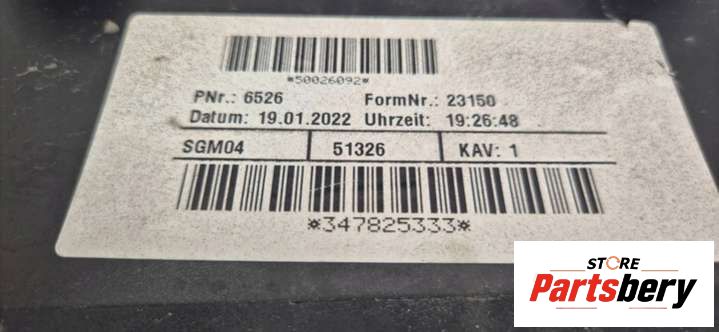 *50026092*
PNr.: 6526 FormNr.: 23150
Datum: 19.01.2022 Uhrzeit: 19:26:48
SGM04 51326 KAV: 1
*347825333*
STORE
Partsbery